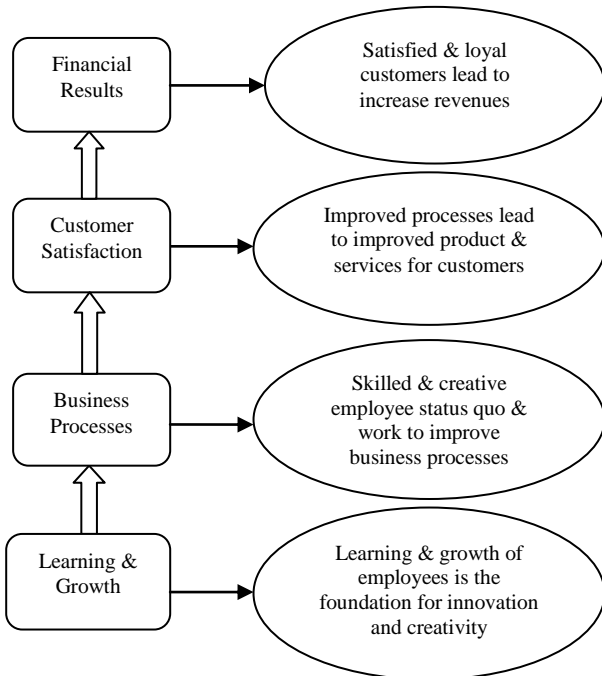 Financial
Results
Satisfied & loyal
customers lead to
increase revenues
Customer
Satisfaction
Improved processes lead
to improved product &
services for customers
Business
Processes
Skilled & creative
employee status quo &
work to improve
business processes
Learning &
Growth
Learning & growth of
employees is the
foundation for innovation
and creativity